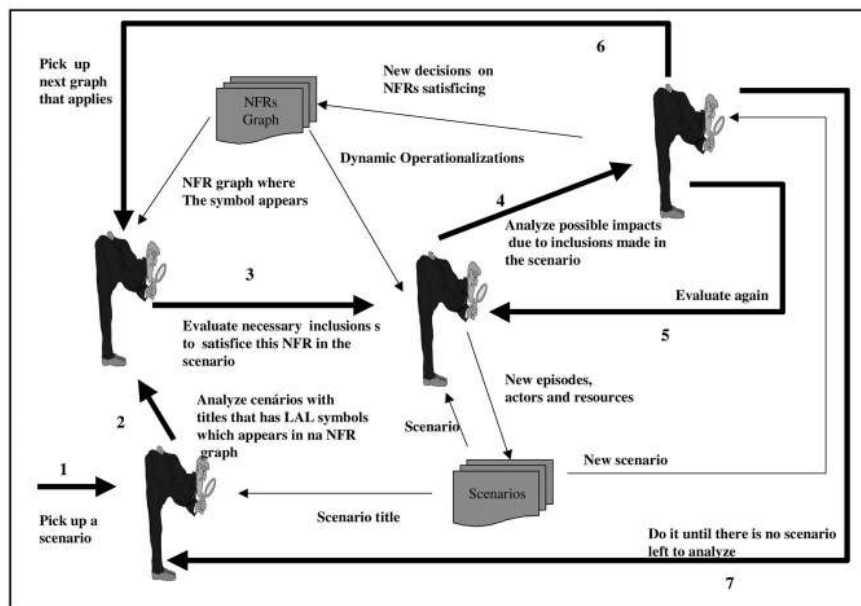 6
Pick up
next graph
that applies
New decisions on
NFRs satisficing
NFRs
Graph
Dynamic Operationalizations
NFR graph where
The symbol appears
4
Analyze possible impacts
due to inclusions made in
the scenario
3
Evaluate again
5
Evaluate necessary inclusion s
to satisfice this NFR in the
scenario
New episodes,
actors and resources
2
Analyze cenários with
titles that has LAL symbols
which appears in na NFR
graph
Scenario
1
New scenario
Scenarios
Pick up a
scenario
Scenario title
Do it until there is no scenario
left to analyze
7